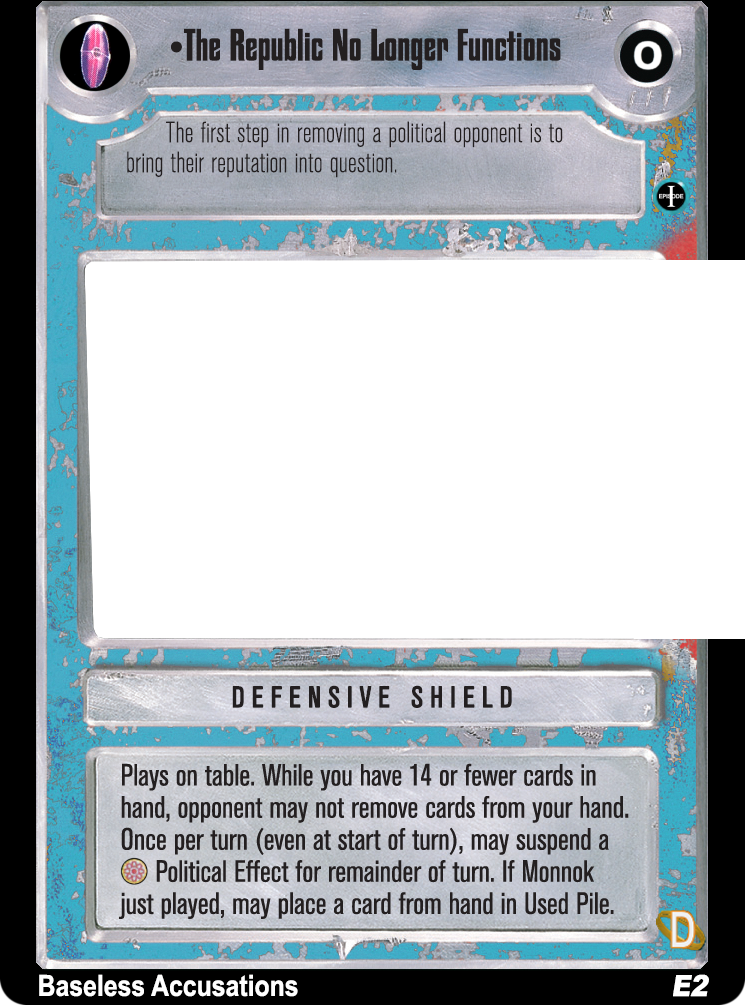 •The Republic No Longer Functions
0
The first step in removing a political opponent is to
bring their reputation into question.
EPISODE I
DEFENSIVE SHIELD
Plays on table. While you have 14 or fewer cards in
hand, opponent may not remove cards from your hand.
Once per turn (even at start of turn), may suspend a
Political Effect for remainder of turn. If Monnok
just played, may place a card from hand in Used Pile.
D
Baseless Accusations
E2